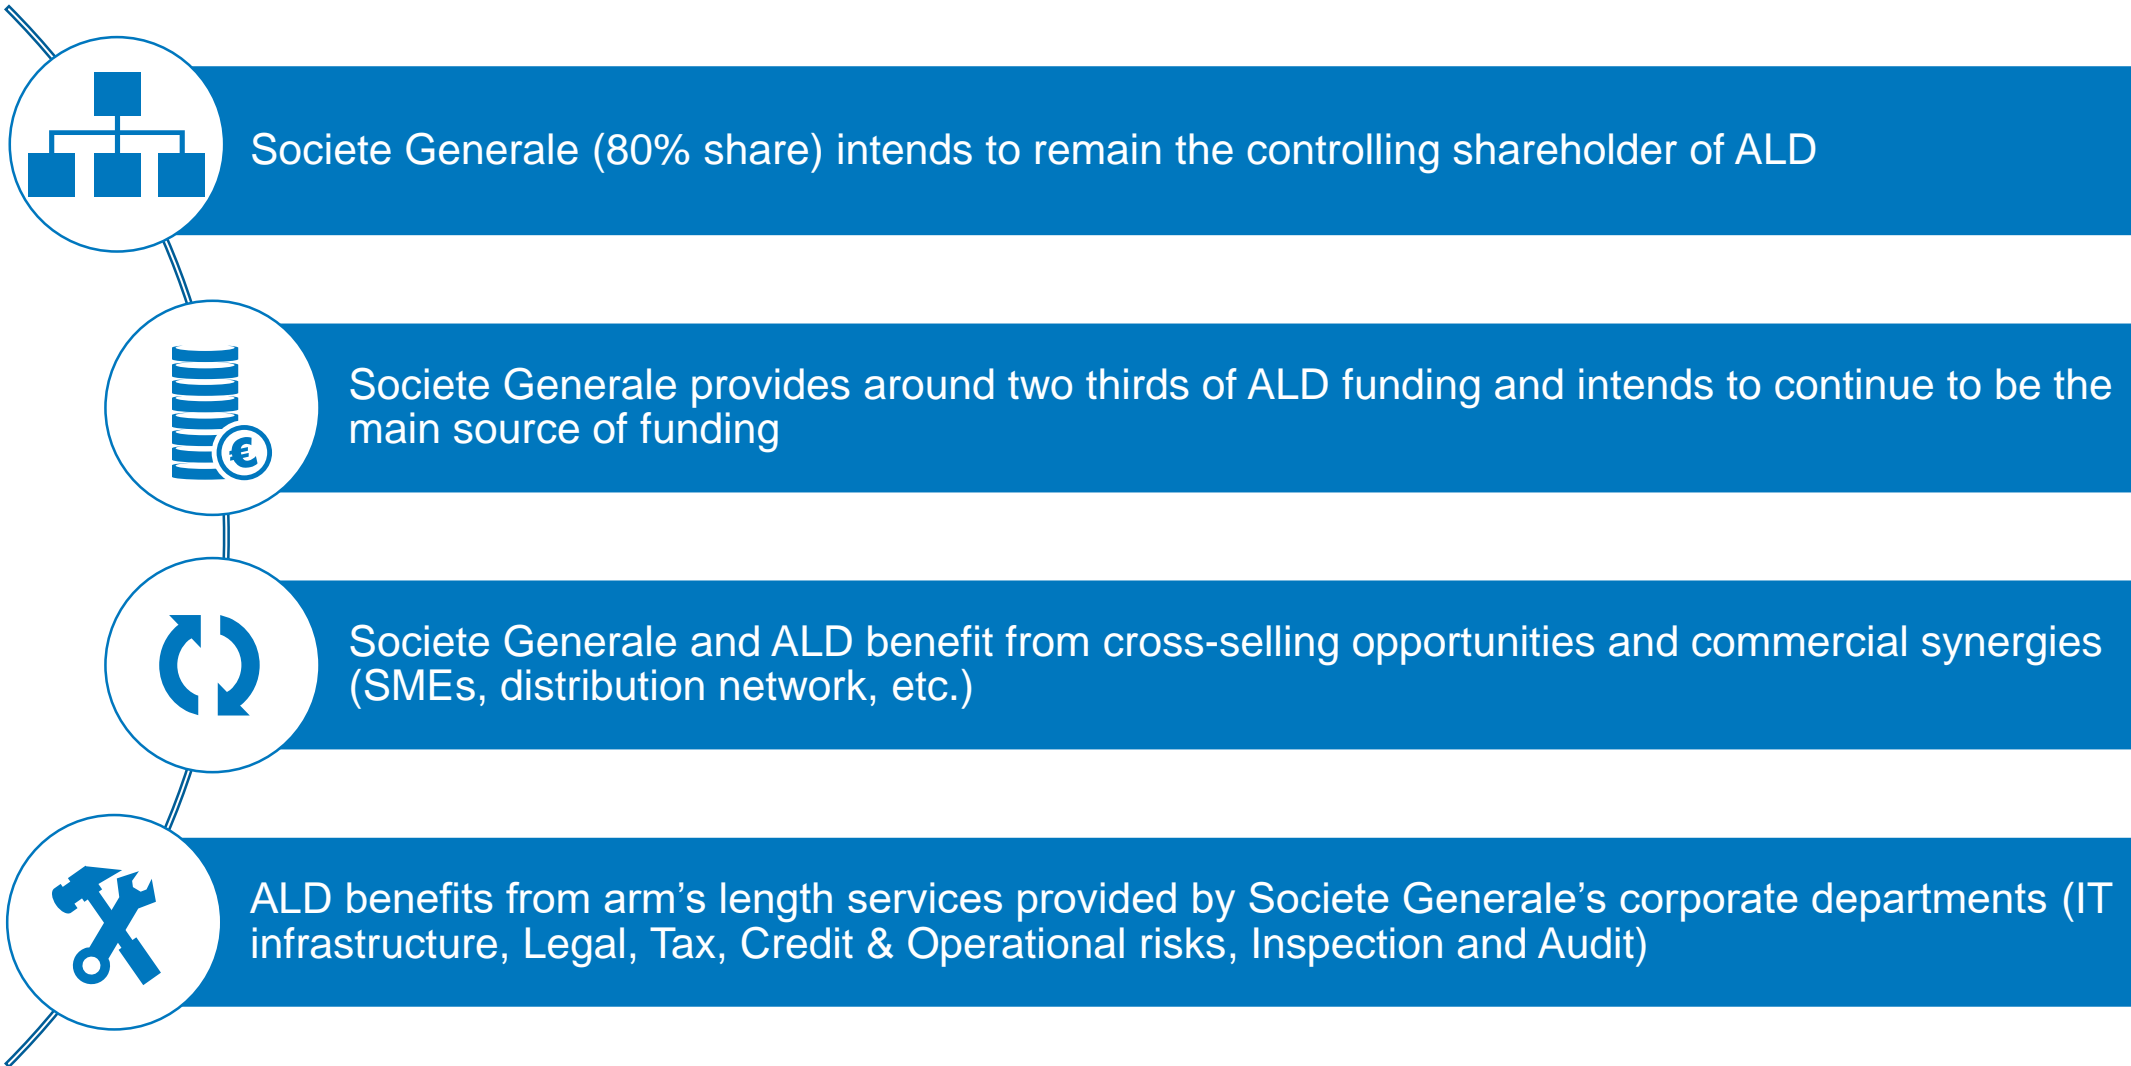 Societe Generale (80% share) intends to remain the controlling shareholder of ALD
Societe Generale provides around two thirds of ALD funding and intends to continue to be the
main source of funding
€
Societe Generale and ALD benefit from cross-selling opportunities and commercial synergies
(SMEs, distribution network, etc.)
ALD benefits from arm’s length services provided by Societe Generale’s corporate departments (IT
infrastructure, Legal, Tax, Credit & Operational risks, Inspection and Audit)